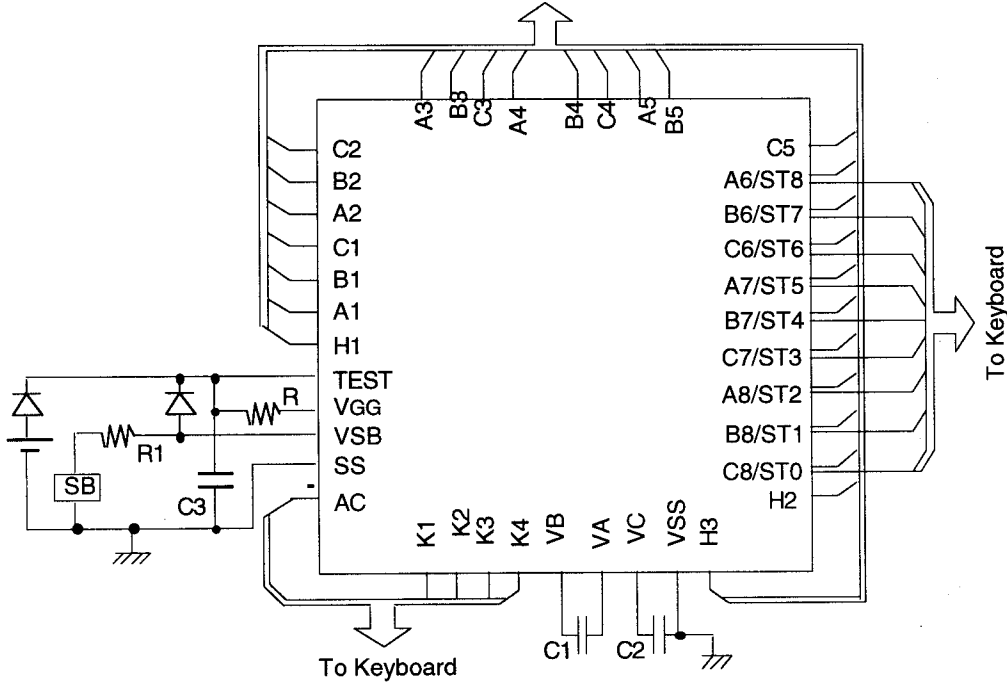 A3
B3
C3
A4
B4
C4
A5
B5
C2
B2
A2
C1
B1
A1
H1
TEST
VGG
VSB
SS
AC
C5
A6/ST8
B6/ST7
C6/ST6
A7/ST5
B7/ST4
C7/ST3
A8/ST2
B8/ST1
C8/ST0
H2
To Keyboard
R
R1
SB
C3
K1
K2
K3
K4
VB
VA
VC
VSS
H3
C1
C2
To Keyboard